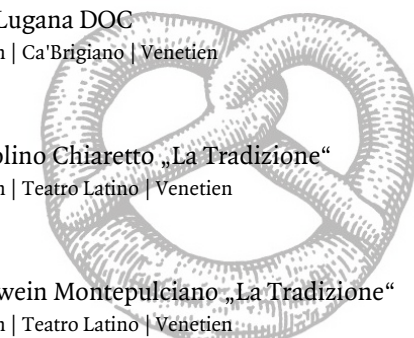 Lugana DOC
n | Ca'Brigiano | Venetien
olino Chiaretto „La Tradizione“
n | Teatro Latino | Venetien
wein Montepulciano „La Tradizione“
n | Teatro Latino | Venetien